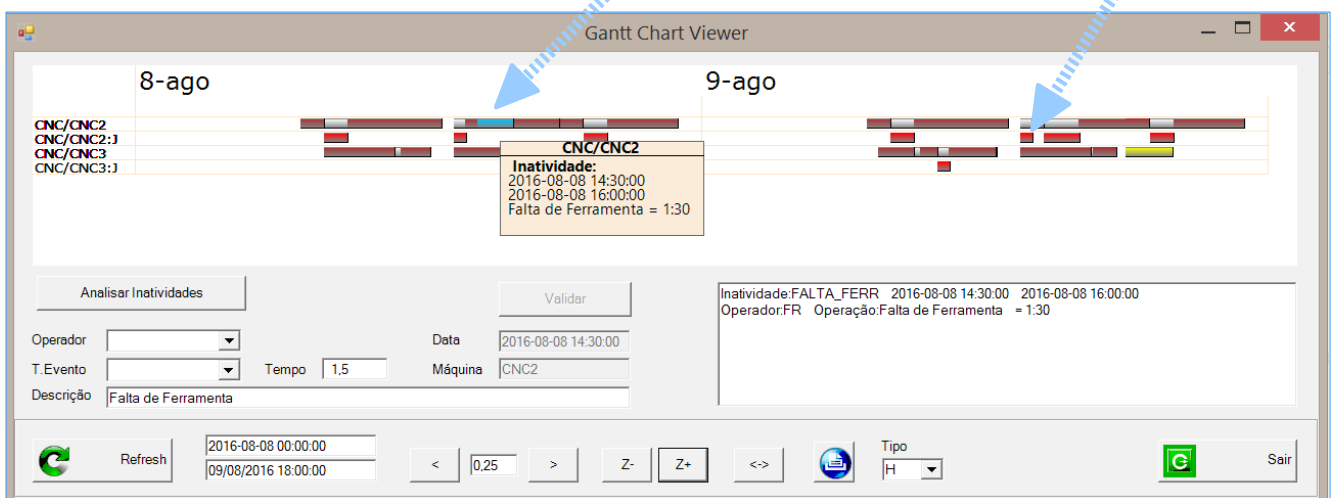 Gantt Chart Viewer
8-ago 9-ago
CNC/CNC2
CNC/CNC2:J
CNC/CNC3
CNC/CNC3:J
CNC/CNC2
Inatividade:
2016-08-08 14:30:00
2016-08-08 16:00:00
Falta de Ferramenta = 1:30
Analisar Inatividades
Validar
Inatividade:FALTA_FERR 2016-08-08 14:30:00 2016-08-08 16:00:00
Operador:FR Operação:Falta de Ferramenta = 1:30
Operador
Data 2016-08-08 14:30:00
T.Evento
Tempo 1,5
Máquina CNC2
Descrição Falta de Ferramenta
Refresh
2016-08-08 00:00:00
09/08/2016 18:00:00
< 0,25 > Z- Z+ <->
Tipo
H
Sair